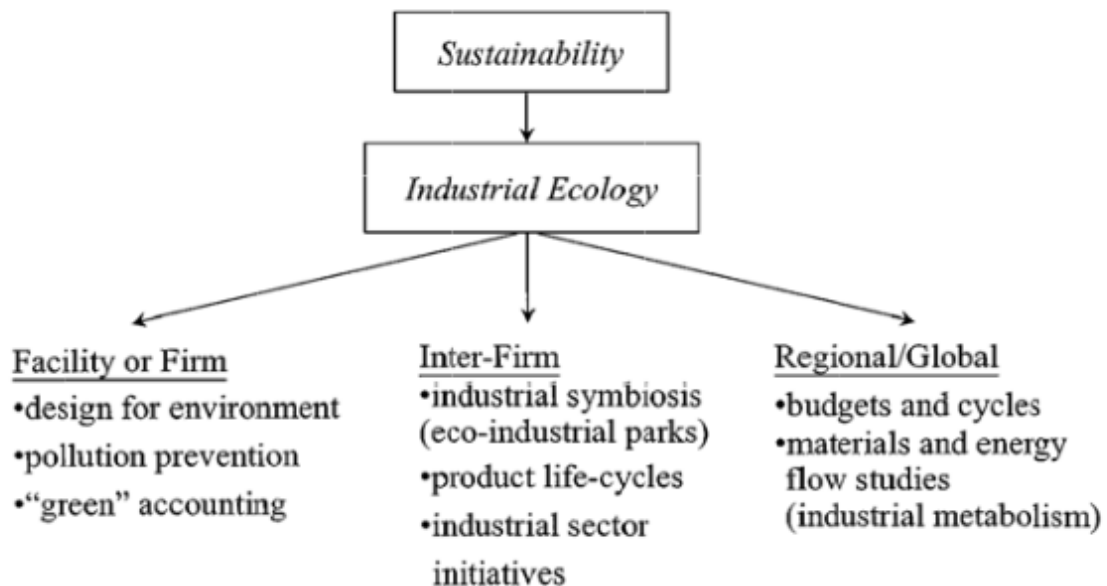 Sustainability
Industrial Ecology
Facility or Firm
•design for environment
•pollution prevention
•“green” accounting
Inter-Firm
•industrial symbiosis
(eco-industrial parks)
•product life-cycles
•industrial sector
initiatives
Regional/Global
•budgets and cycles
•materials and energy
flow studies
(industrial metabolism)